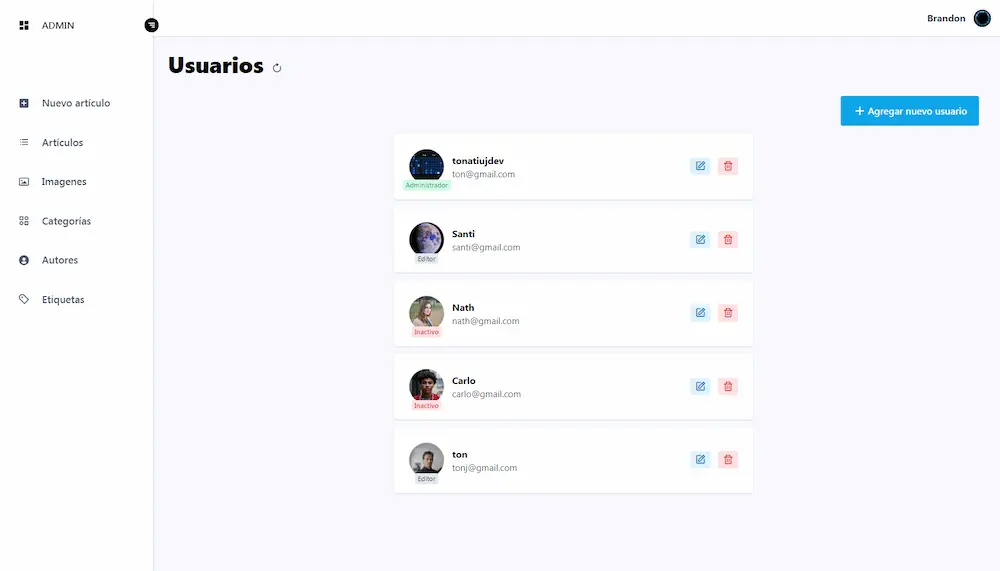 ADMIN
Brandon
Nuevo artículo
Artículos
Imagenes
Categorías
Autores
Etiquetas
Usuarios
+ Agregar nuevo usuario
tonatiujdev
ton@gmail.com
Administrador
Santi
santi@gmail.com
Editor
Nath
nath@gmail.com
Inactivo
Carlo
carlo@gmail.com
Inactivo
ton
tonj@gmail.com
Editor